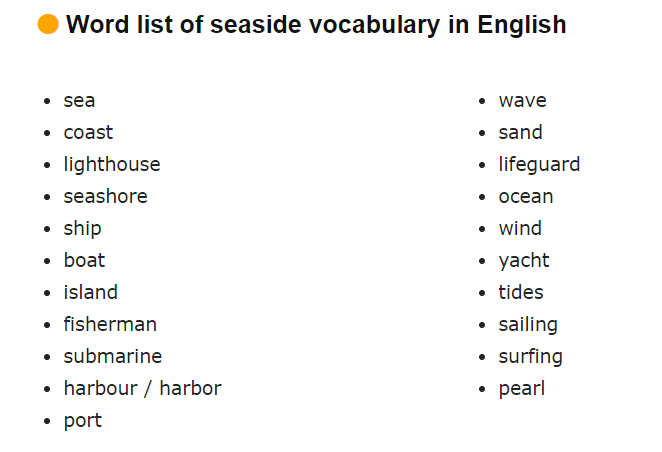 Word list of seaside vocabulary in English
sea
coast
lighthouse
seashore
ship
boat
island
fisherman
submarine
harbour / harbor
port
wave
sand
lifeguard
ocean
wind
yacht
tides
sailing
surfing
pearl